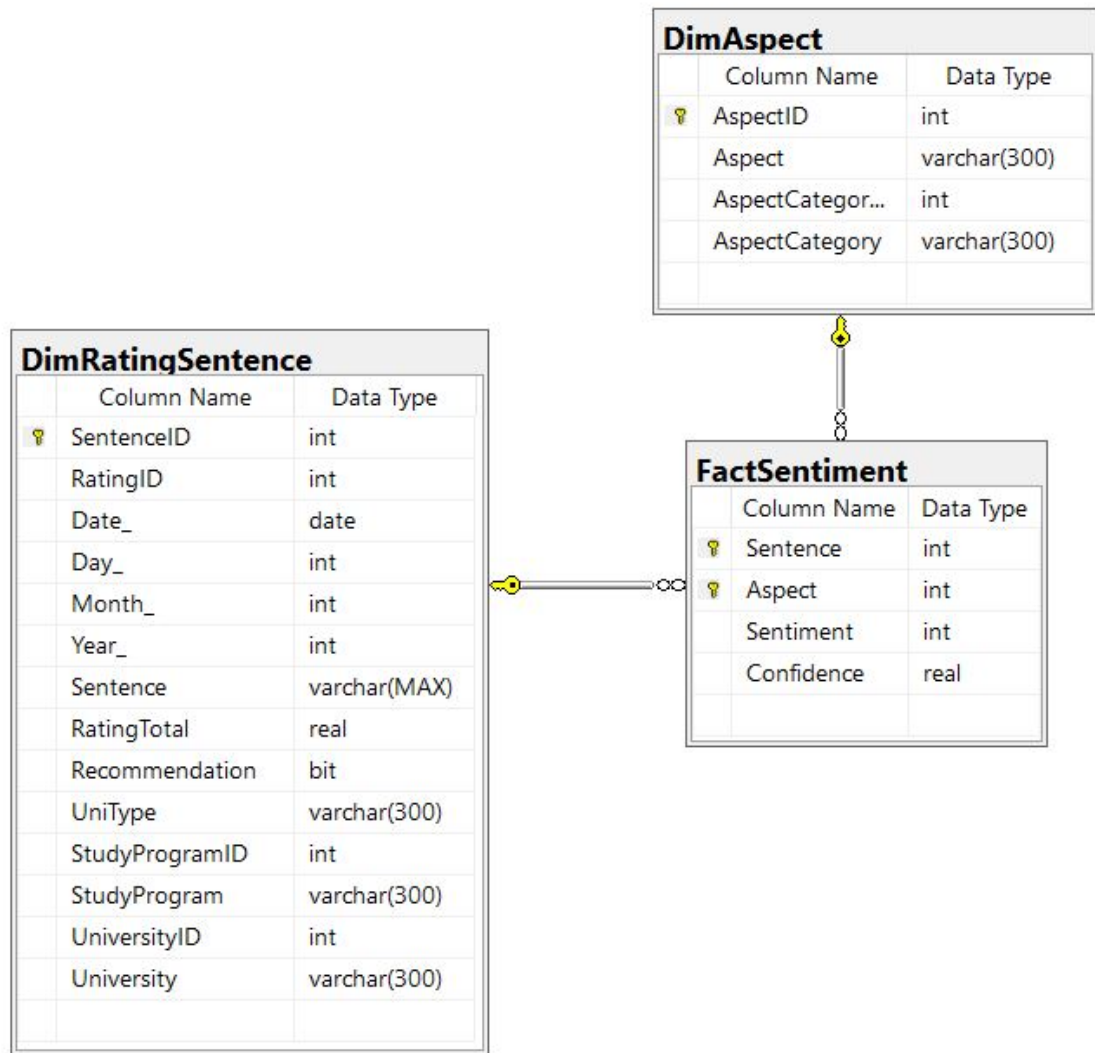 DimAspect
Column Name Data Type
AspectID int
Aspect varchar(300)
AspectCategor... int
AspectCategory varchar(300)
DimRatingSentence
Column Name Data Type
SentenceID int
RatingID int
Date_ date
Day_ int
Month_ int
Year_ int
Sentence varchar(MAX)
RatingTotal real
Recommendation bit
UniType varchar(300)
StudyProgramID int
StudyProgram varchar(300)
UniversityID int
University varchar(300)
FactSentiment
Column Name Data Type
Sentence int
Aspect int
Sentiment int
Confidence real